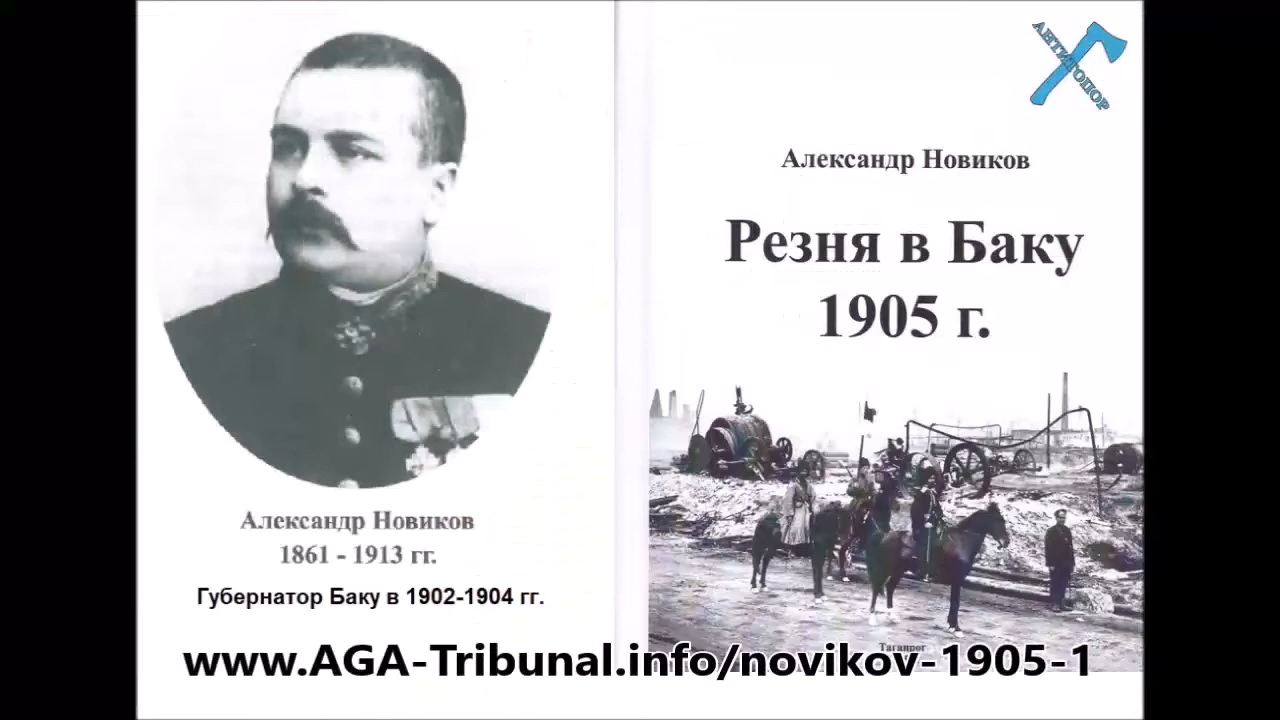 Александр Новиков
1861 - 1913 гг.
Губернатор Баку в 1902-1904 гг.
АНТИТОПОР
Александр Новиков
Резня в Баку
1905 г.
Таганрог
www.AGA-Tribunal.info/novikov-1905-1